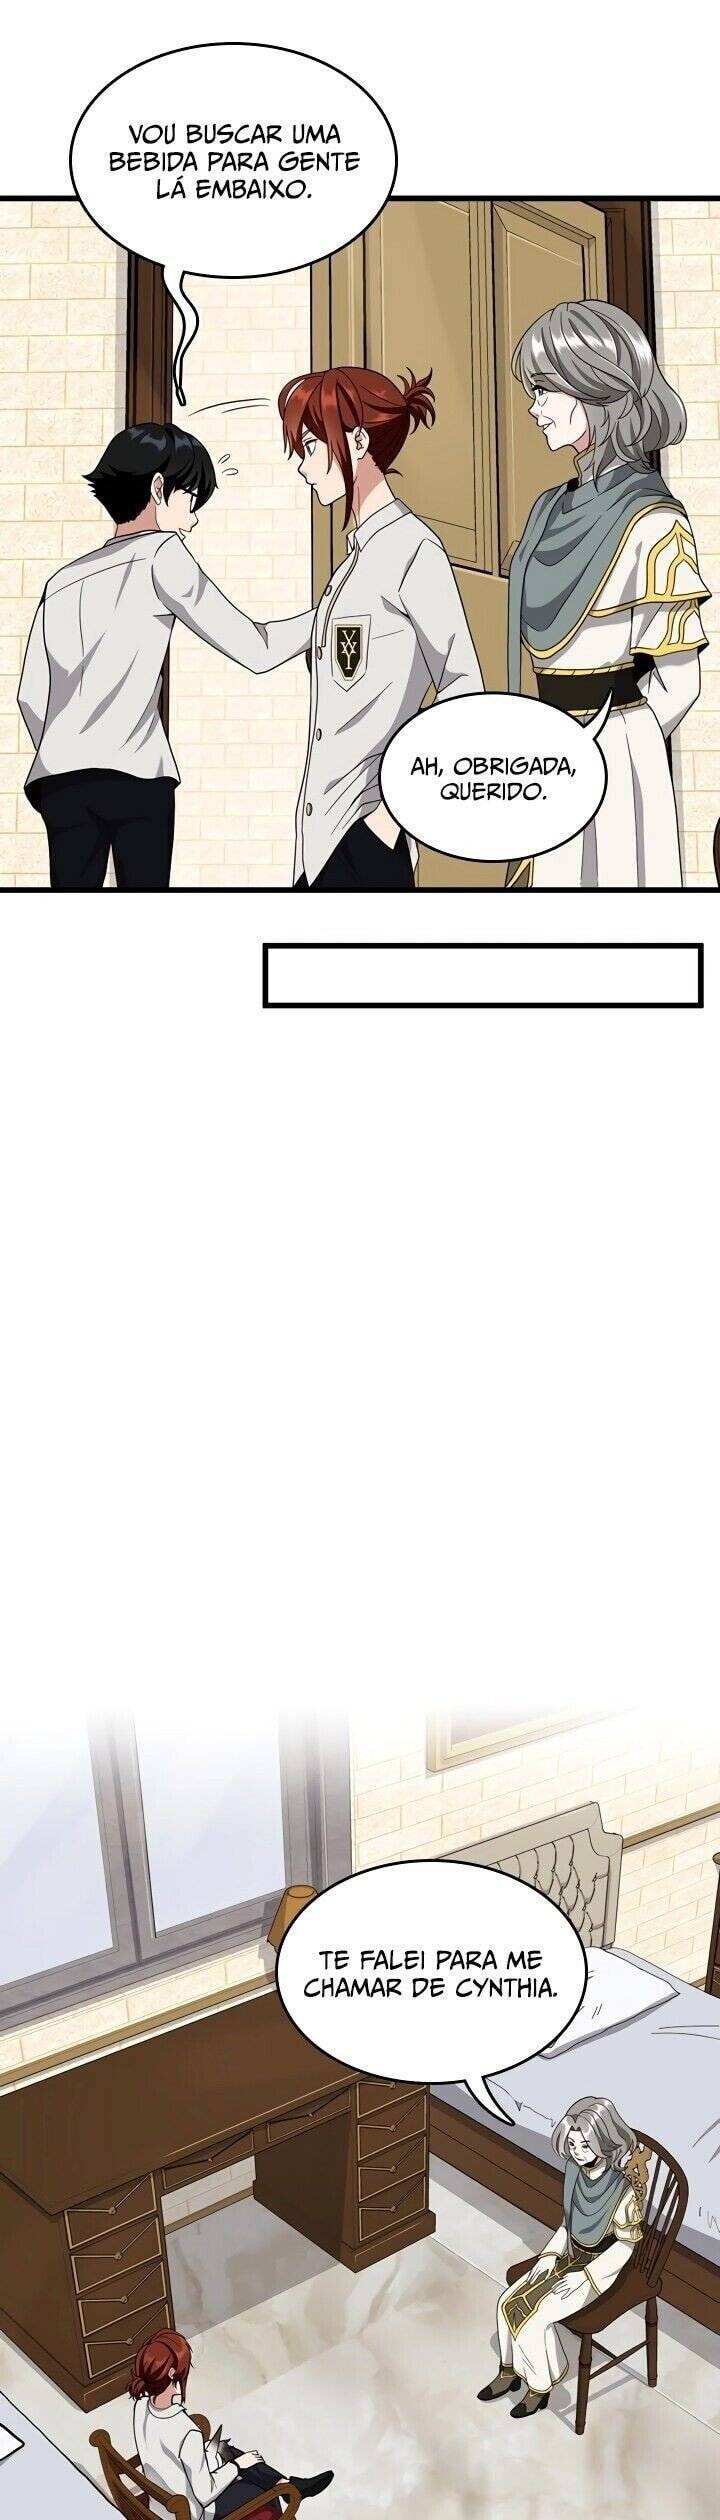 VOU BUSCAR UMA
BEBIDA PARA GENTE
LÁ EMBAIXO.
AH, OBRIGADA,
QUERIDO.
TE FALEI PARA ME
CHAMAR DE CYNTHIA.